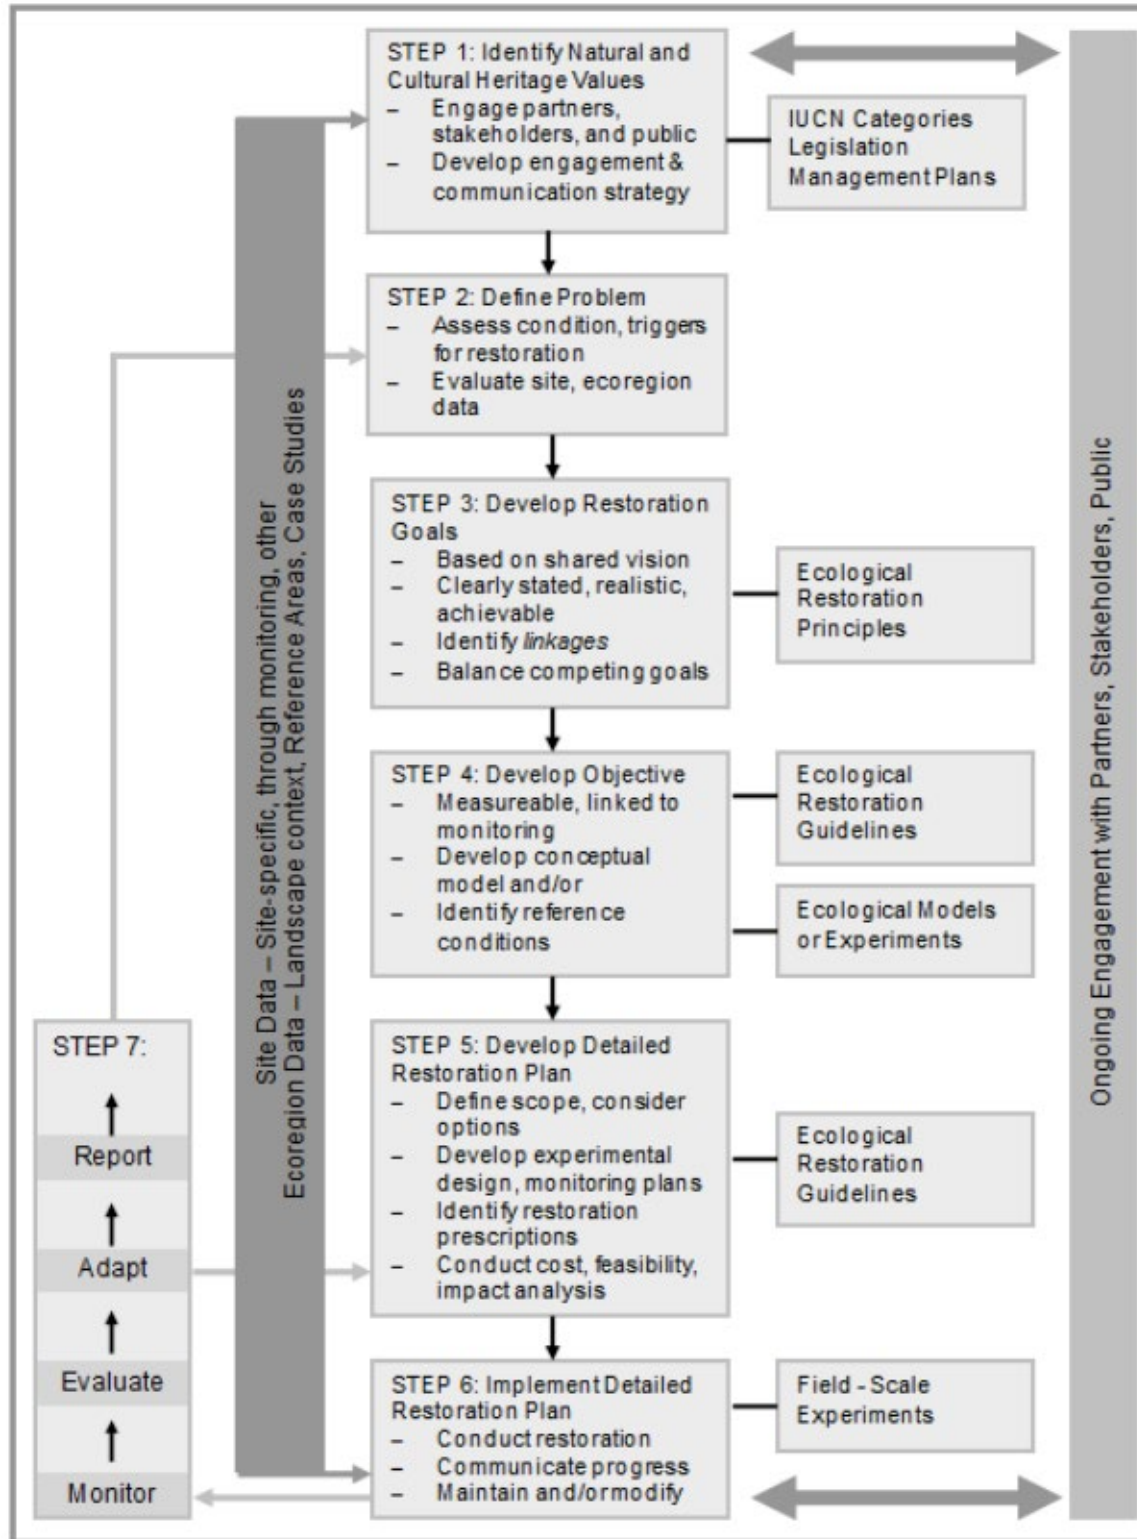 STEP 1: Identify Natural and
Cultural Heritage Values
– Engage partners,
stakeholders, and public
– Develop engagement &
communication strategy
IUCN Categories
Legislation
Management Plans
STEP 2: Define Problem
– Assess condition, triggers
for restoration
– Evaluate site, ecoregion
data
STEP 3: Develop Restoration
Goals
– Based on shared vision
– Clearly stated, realistic,
achievable
– Identify linkages
– Balance competing goals
Ecological
Restoration
Principles
STEP 4: Develop Objective
– Measureable, linked to
monitoring
– Develop conceptual
model and/or
– Identify reference
conditions
Ecological
Restoration
Guidelines
Ecological Models
or Experiments
STEP 5: Develop Detailed
Restoration Plan
– Define scope, consider
options
– Develop experimental
design, monitoring plans
– Identify restoration
prescriptions
– Conduct cost, feasibility,
impact analysis
Ecological
Restoration
Guidelines
STEP 6: Implement Detailed
Restoration Plan
– Conduct restoration
– Communicate progress
– Maintain and/or modify
Field - Scale
Experiments
STEP 7:
Report
Adapt
Evaluate
Monitor
Site Data – Site-specific, through monitoring, other
Ecoregion Data – Landscape context, Reference Areas, Case Studies
Ongoing Engagement with Partners, Stakeholders, Public